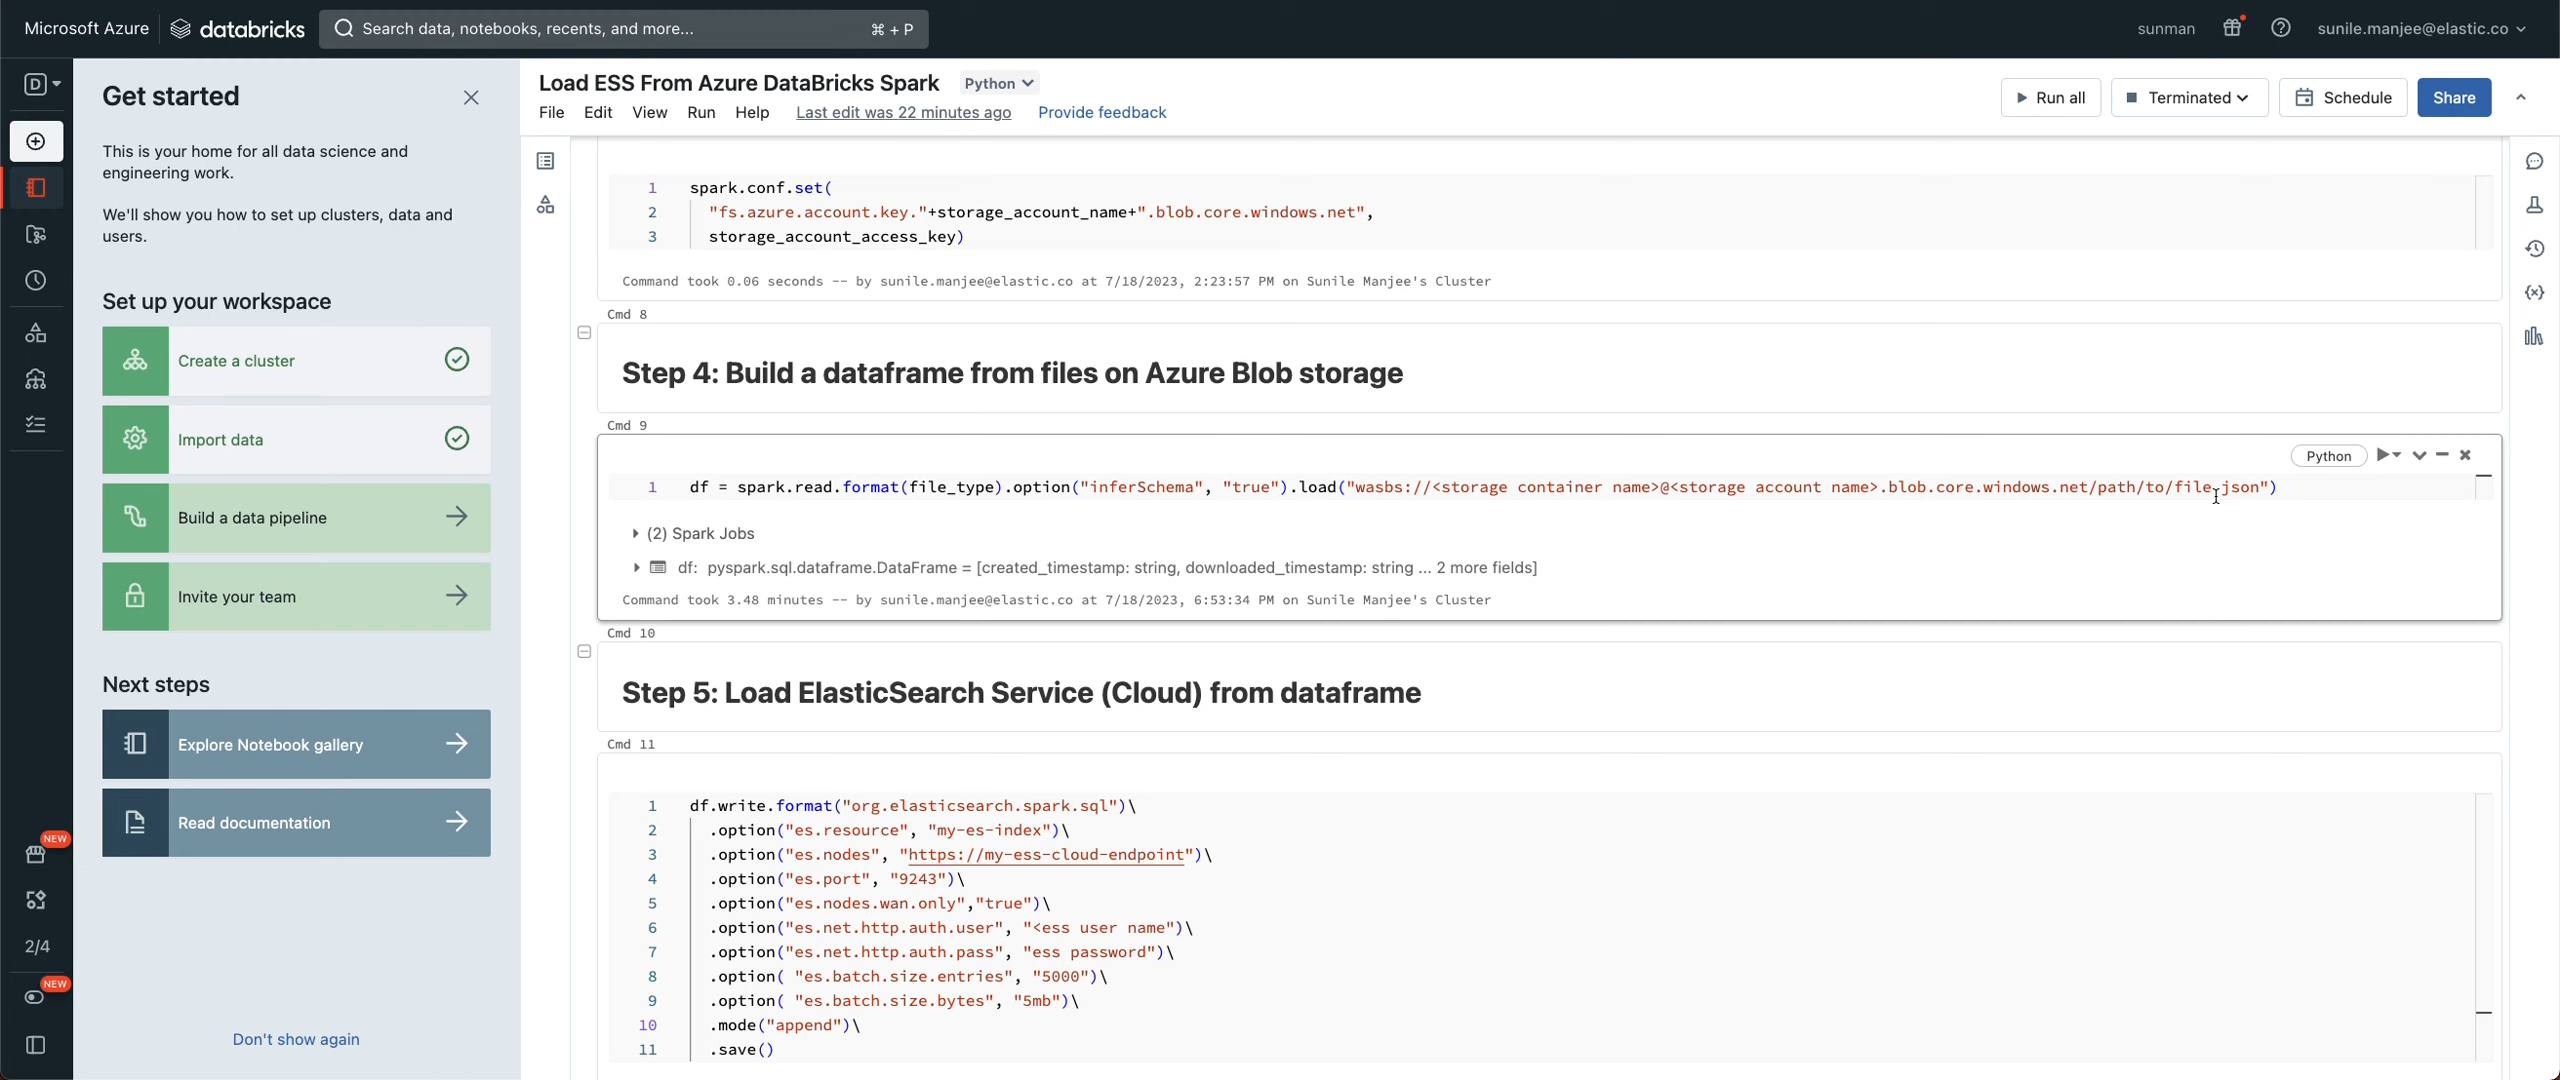 Microsoft Azure databricks Search data, notebooks, recents, and more... ⌘ + P sunman sunile.manjee@elastic.co
D
Get started
This is your home for all data science and
engineering work.
We'll show you how to set up clusters, data and
users.
Set up your workspace
Create a cluster
Import data
Build a data pipeline
Invite your team
Next steps
Explore Notebook gallery
Read documentation
Don't show again
NEW
2/4
NEW
Load ESS From Azure DataBricks Spark Python
File Edit View Run Help Last edit was 22 minutes ago Provide feedback
Run all Terminated Schedule Share
1 spark.conf.set(
2 "fs.azure.account.key."+storage_account_name+".blob.core.windows.net",
3 storage_account_access_key)
Command took 0.06 seconds -- by sunile.manjee@elastic.co at 7/18/2023, 2:23:57 PM on Sunile Manjee's Cluster
Cmd 8
Step 4: Build a dataframe from files on Azure Blob storage
Cmd 9
Python
1 df = spark.read.format(file_type).option("inferSchema", "true").load("wasbs://<storage container name>@<storage account name>.blob.core.windows.net/path/to/file.json")
(2) Spark Jobs
df: pyspark.sql.dataframe.DataFrame = [created_timestamp: string, downloaded_timestamp: string ... 2 more fields]
Command took 3.48 minutes -- by sunile.manjee@elastic.co at 7/18/2023, 6:53:34 PM on Sunile Manjee's Cluster
Cmd 10
Step 5: Load ElasticSearch Service (Cloud) from dataframe
Cmd 11
1 df.write.format("org.elasticsearch.spark.sql")\
2 .option("es.resource", "my-es-index")\
3 .option("es.nodes", "https://my-ess-cloud-endpoint")\
4 .option("es.port", "9243")\
5 .option("es.nodes.wan.only","true")\
6 .option("es.net.http.auth.user", "<ess user name")\
7 .option("es.net.http.auth.pass", "ess password")\
8 .option( "es.batch.size.entries", "5000")\
9 .option( "es.batch.size.bytes", "5mb")\
10 .mode("append")\
11 .save()